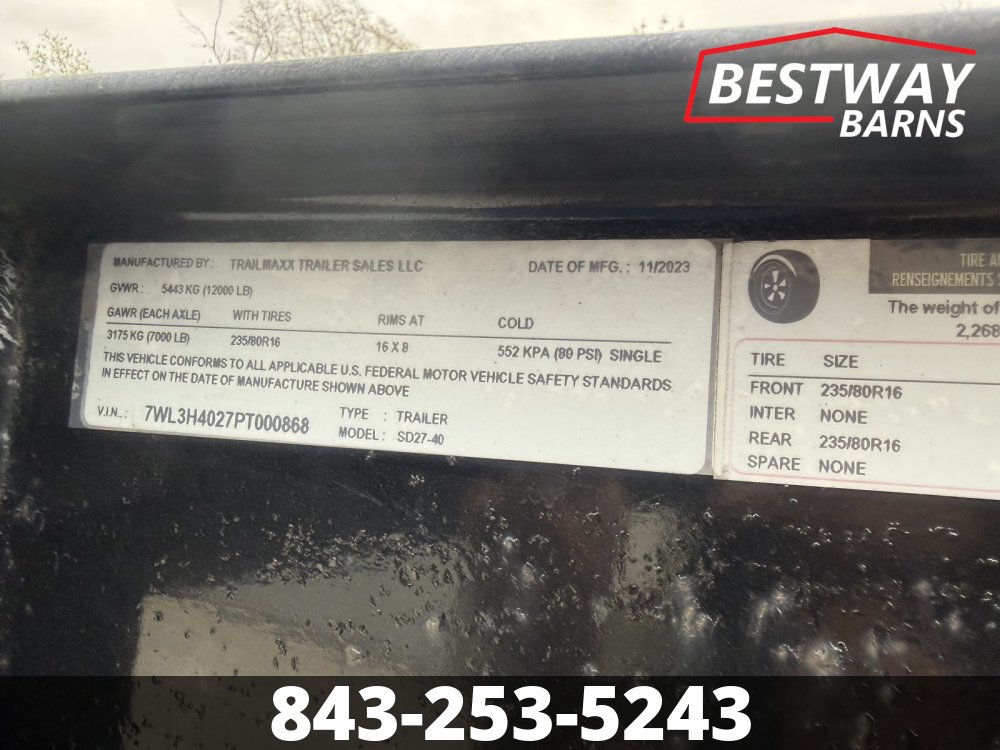 BESTWAY
BARNS
MANUFACTURED BY: TRAILMAXX TRAILER SALES LLC DATE OF MFG.: 11/2023
GVWR: 5443 KG (12000 LB)
GAWR (EACH AXLE) WITH TIRES RIMS AT COLD
3175 KG (7000 LB) 235/80R16 16 X 8 552 KPA (80 PSI) SINGLE
THIS VEHICLE CONFORMS TO ALL APPLICABLE U.S. FEDERAL MOTOR VEHICLE SAFETY STANDARDS
IN EFFECT ON THE DATE OF MANUFACTURE SHOWN ABOVE
V.I.N..: 7WL3H4027PT000868 TYPE : TRAILER
MODEL: SD27-40
TIRE
RENSEIGNEMENTS
The weight of
2,268
TIRE SIZE
FRONT 235/80R16
INTER NONE
REAR 235/80R16
SPARE NONE
843-253-5243